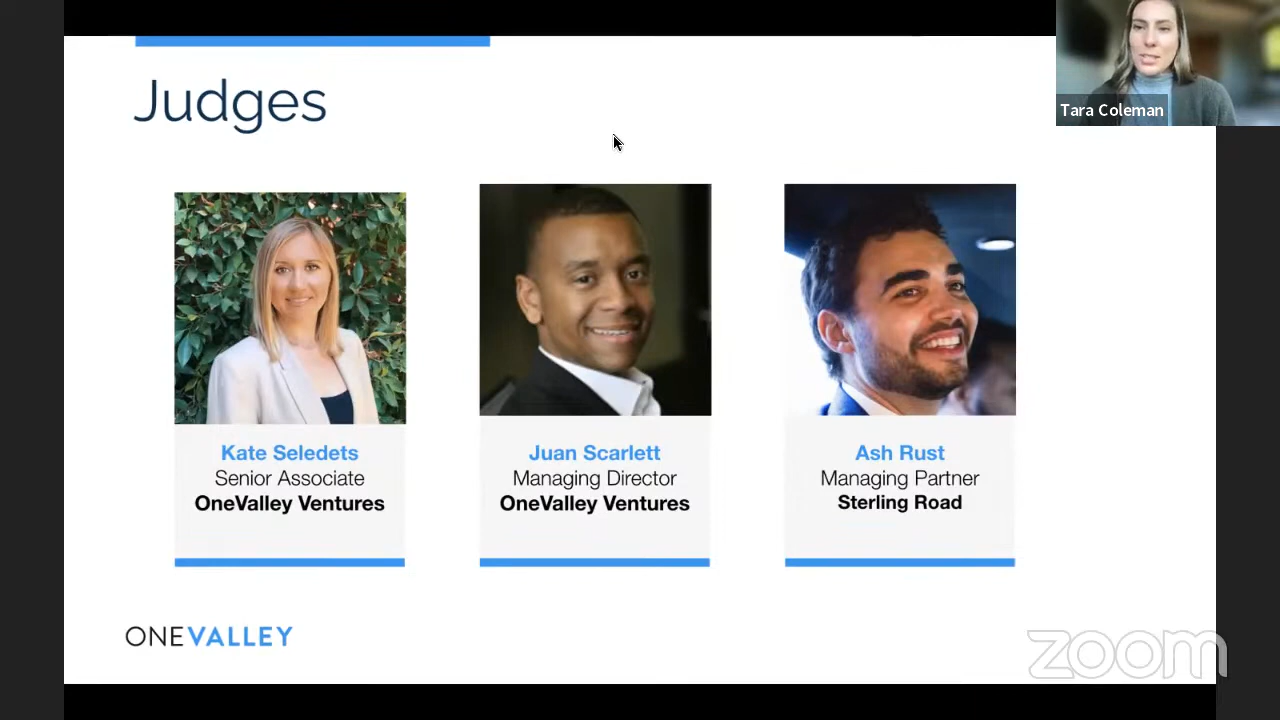 Judges
Tara Coleman
Kate Seledets
Senior Associate
OneValley Ventures
Juan Scarlett
Managing Director
OneValley Ventures
Ash Rust
Managing Partner
Sterling Road
ONEVALLEY
zoom